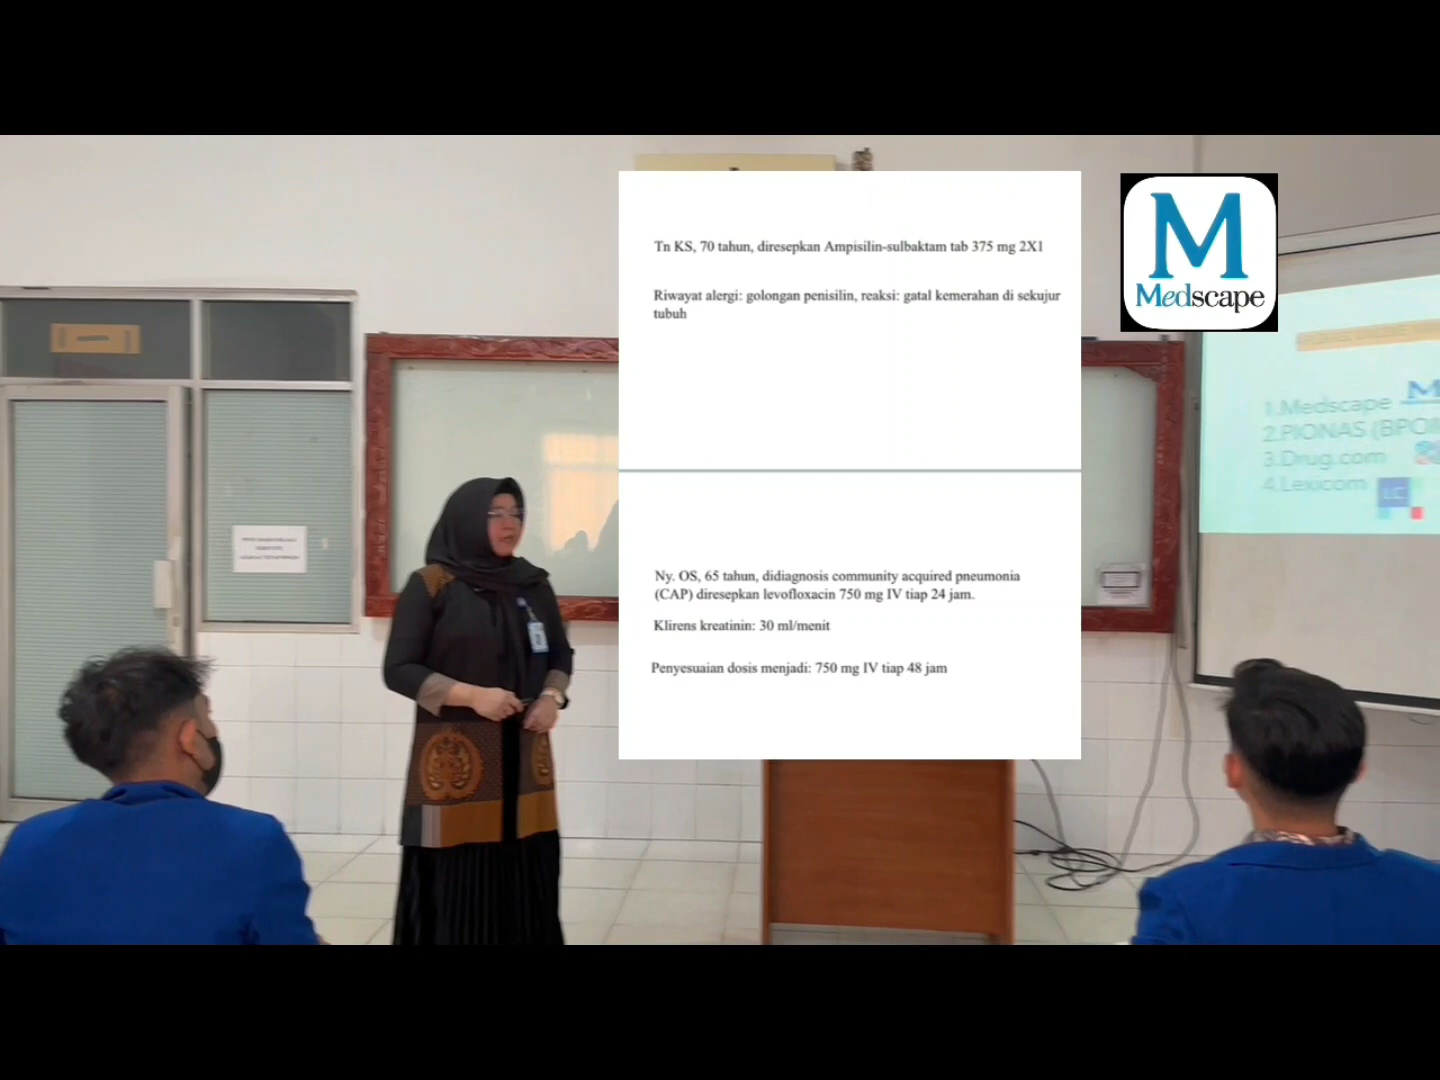 Tn KS, 70 tahun, diresepkan Ampisilin-sulbaktam tab 375 mg 2X1
Riwayat alergi: golongan penisilin, reaksi: gatal kemerahan di sekujur
tubuh
Ny. OS, 65 tahun, didiagnosis community acquired pneumonia
(CAP) diresepkan levofloxacin 750 mg IV tiap 24 jam.
Klirens kreatinin: 30 ml/menit
Penyesuaian dosis menjadi: 750 mg IV tiap 48 jam
M
Medscape
1.Medscape M
2.PIONAS (BPOM
3.Drug.com
4.Lexicom LC